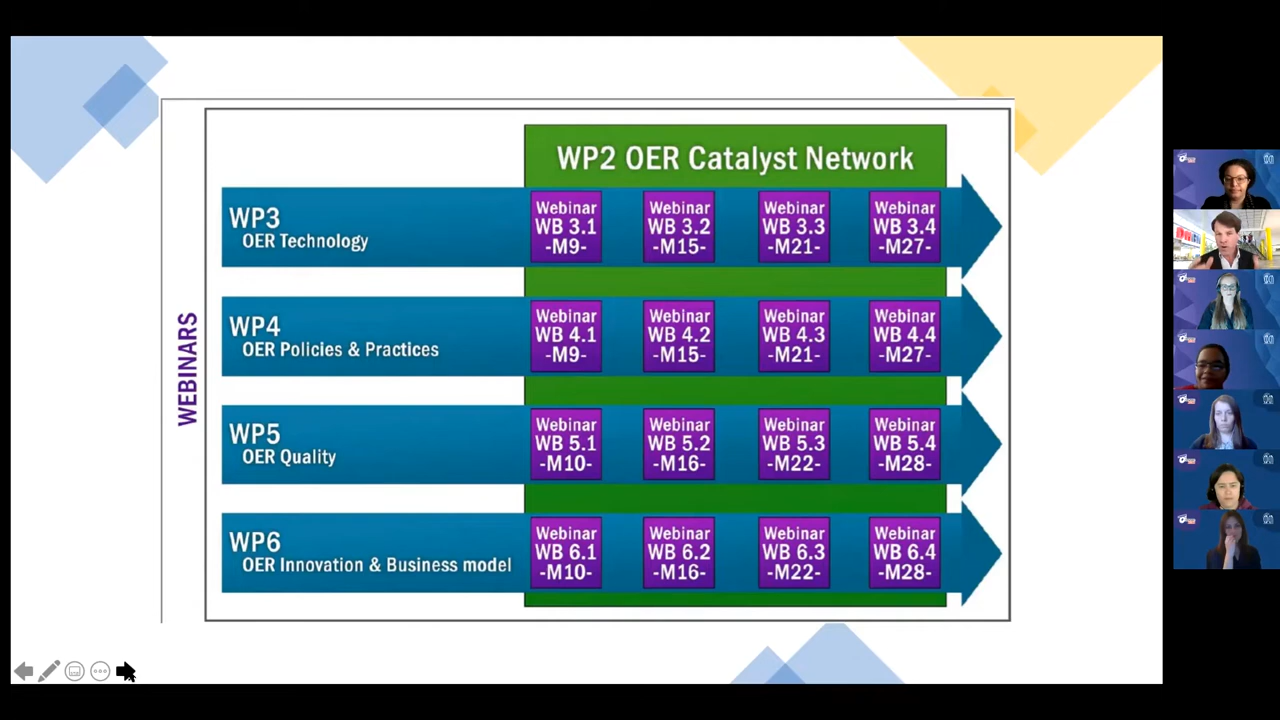 WEBINARS
WP2 OER Catalyst Network
WP3
OER Technology
Webinar
WB 3.1
-M9-
Webinar
WB 3.2
-M15-
Webinar
WB 3.3
-M21-
Webinar
WB 3.4
-M27-
WP4
OER Policies & Practices
Webinar
WB 4.1
-M9-
Webinar
WB 4.2
-M15-
Webinar
WB 4.3
-M21-
Webinar
WB 4.4
-M27-
WP5
OER Quality
Webinar
WB 5.1
-M10-
Webinar
WB 5.2
-M16-
Webinar
WB 5.3
-M22-
Webinar
WB 5.4
-M28-
WP6
OER Innovation & Business model
Webinar
WB 6.1
-M10-
Webinar
WB 6.2
-M16-
Webinar
WB 6.3
-M22-
Webinar
WB 6.4
-M28-